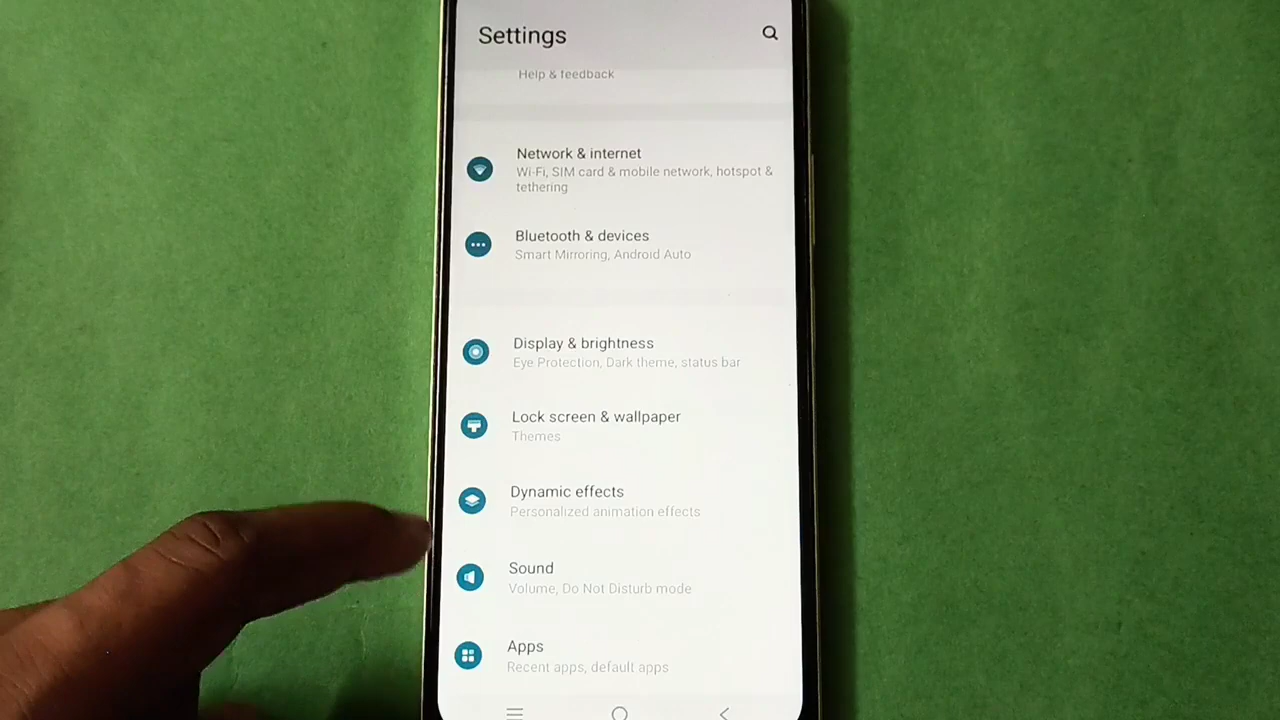 Settings
Help & feedback
Network & internet
Wi-Fi, SIM card & mobile network, hotspot &
tethering
Bluetooth & devices
Smart Mirroring, Android Auto
Display & brightness
Eye Protection, Dark theme, status bar
Lock screen & wallpaper
Themes
Dynamic effects
Personalized animation effects
Sound
Volume, Do Not Disturb mode
Apps
Recent apps, default apps